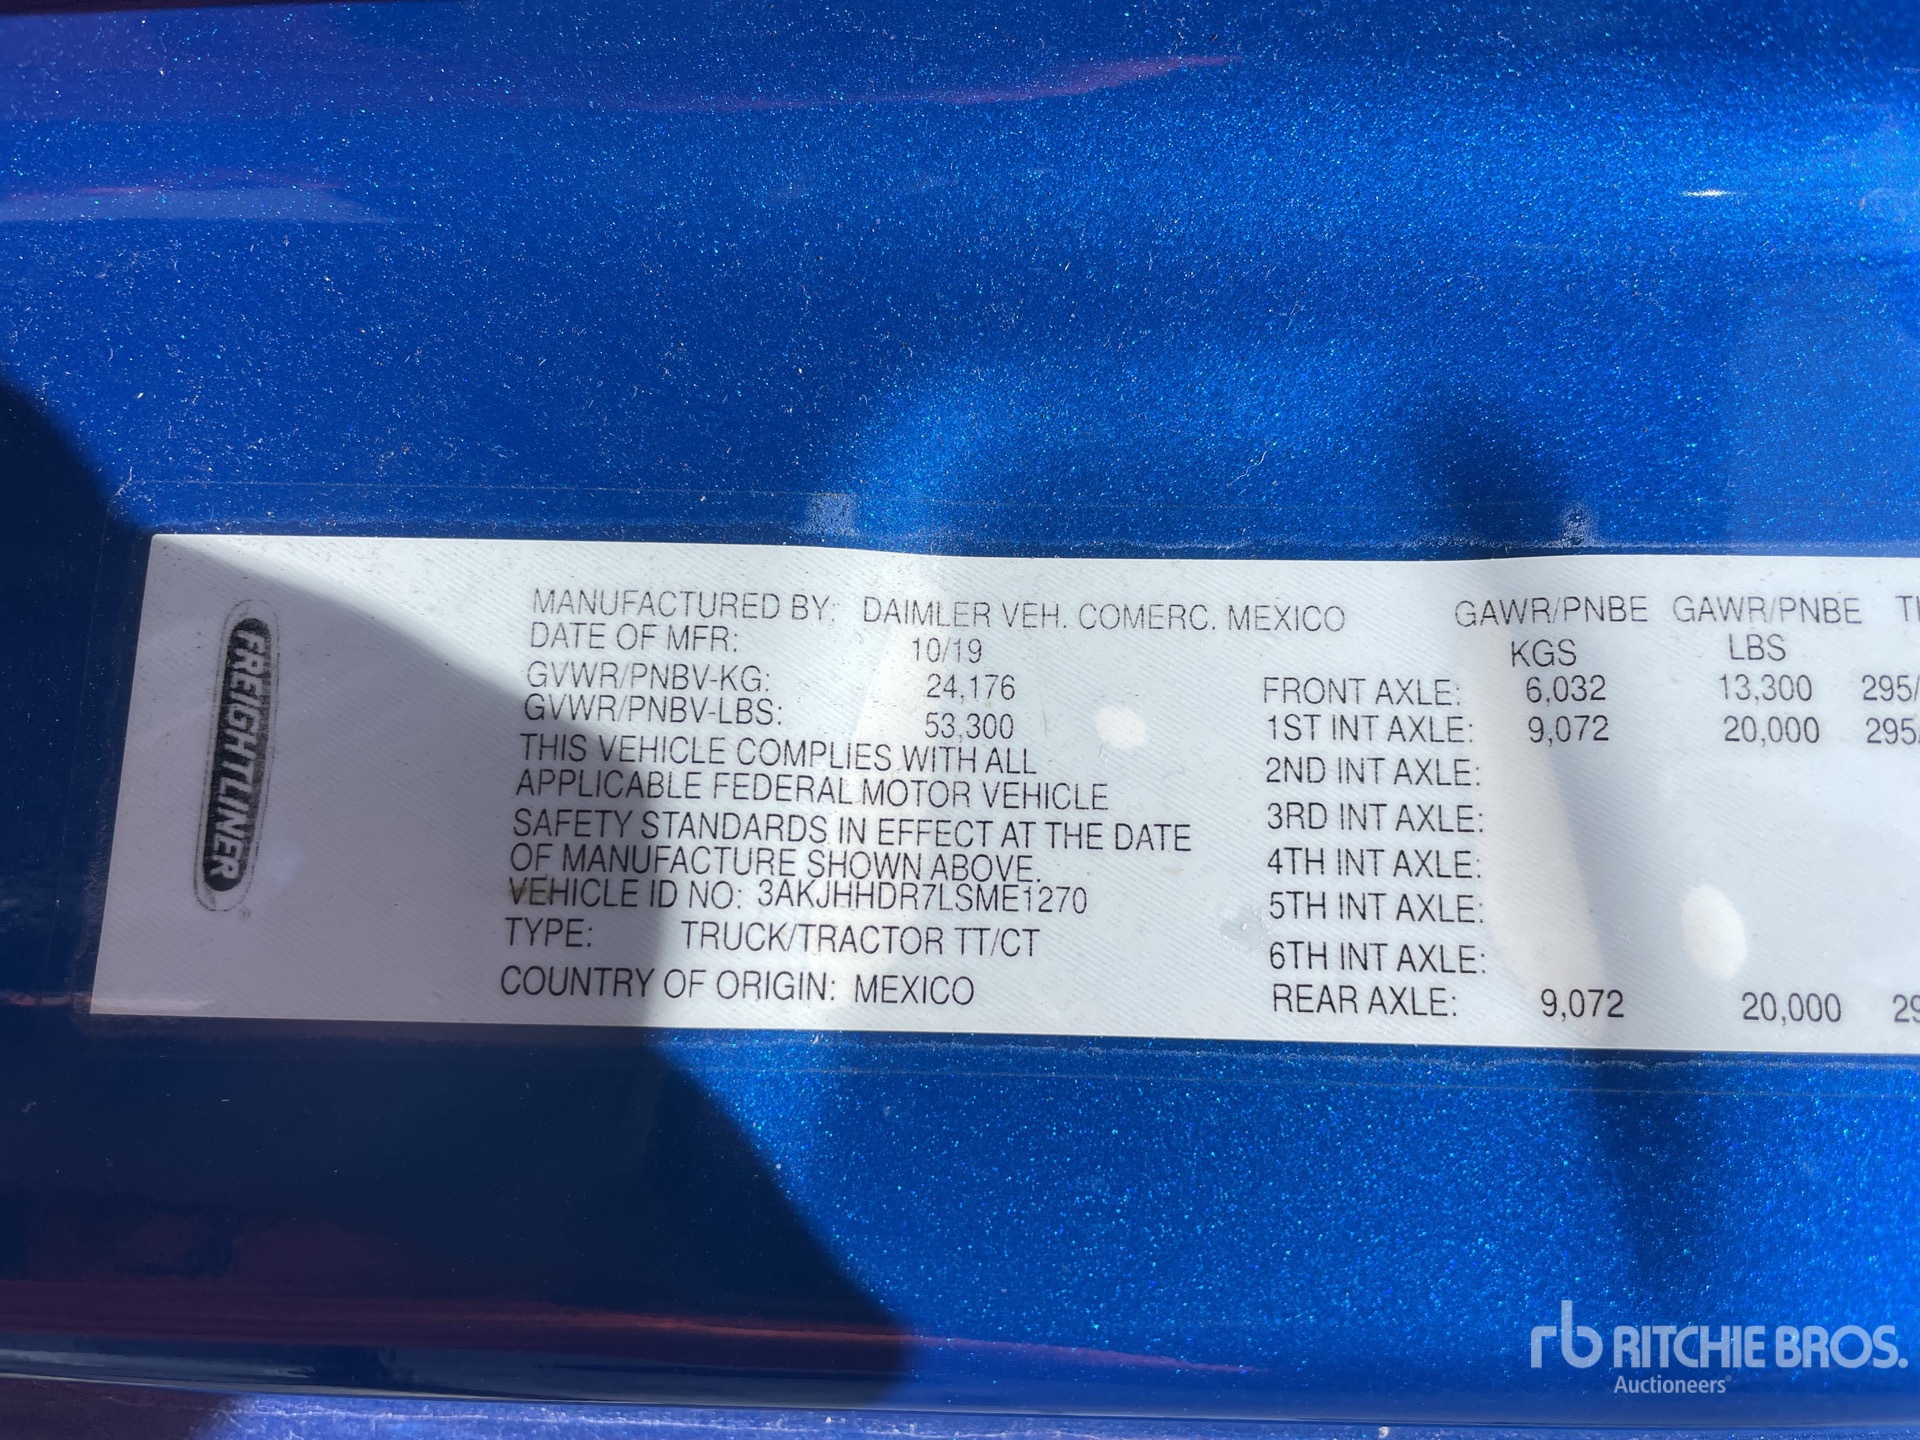 FREIGHTLINER
MANUFACTURED BY: DAIMLER VEH. COMERC. MEXICO
DATE OF MFR: 10/19
GVWR/PNBV-KG: 24,176
GVWR/PNBV-LBS: 53,300
THIS VEHICLE COMPLIES WITH ALL
APPLICABLE FEDERAL MOTOR VEHICLE
SAFETY STANDARDS IN EFFECT AT THE DATE
OF MANUFACTURE SHOWN ABOVE.
VEHICLE ID NO: 3AKJHHDR7LSME1270
TYPE: TRUCK/TRACTOR TT/CT
COUNTRY OF ORIGIN: MEXICO
GAWR/PNBE GAWR/PNBE
KGS LBS
FRONT AXLE: 6,032 13,300 295/
1ST INT AXLE: 9,072 20,000 295/
2ND INT AXLE:
3RD INT AXLE:
4TH INT AXLE:
5TH INT AXLE:
6TH INT AXLE:
REAR AXLE: 9,072 20,000
rb RITCHIE BROS.
Auctioneers